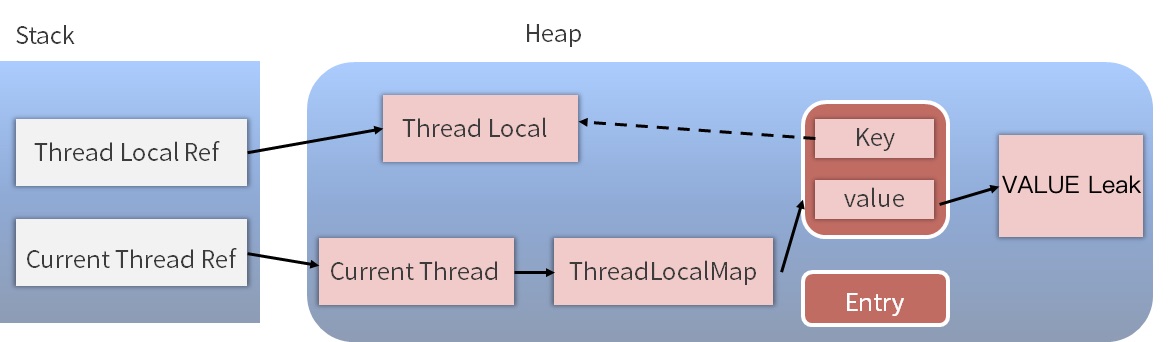 Stack
Heap
Thread Local Ref
Current Thread Ref
Thread Local
Current Thread
ThreadLocalMap
Key
value
Entry
VALUE Leak